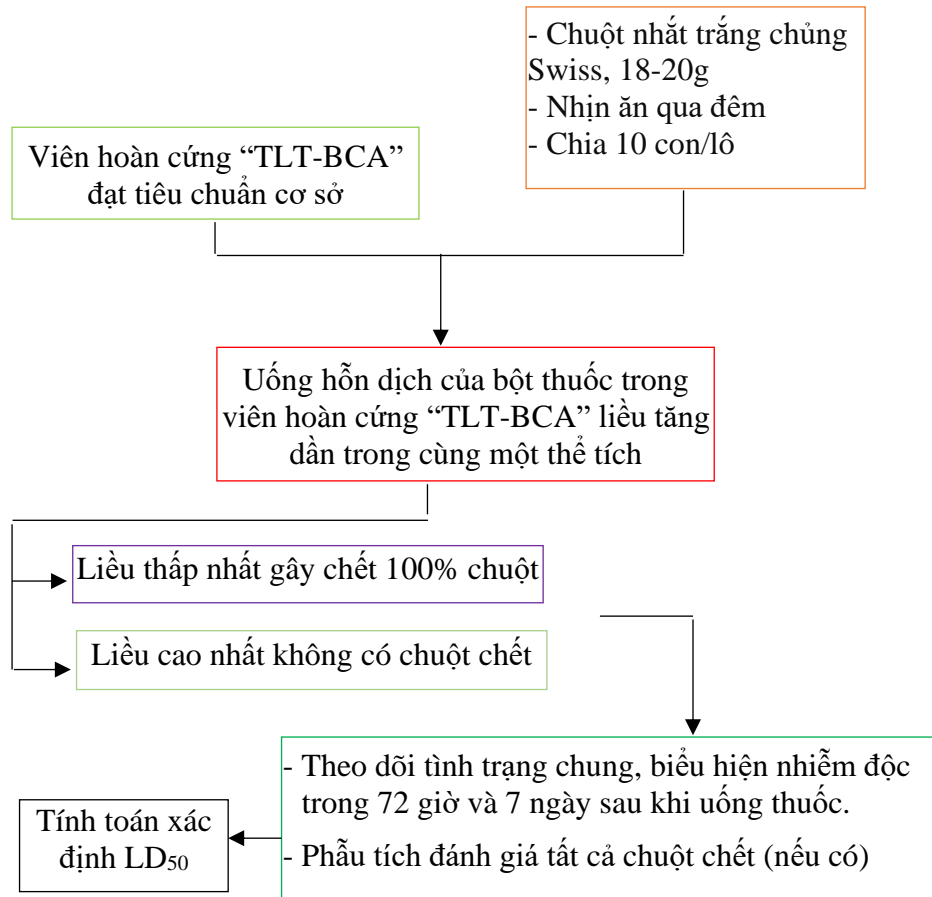 - Chuột nhắt trắng chủng
Swiss, 18-20g
- Nhịn ăn qua đêm
- Chia 10 con/lô
Viên hoàn cứng “TLT-BCA”
đạt tiêu chuẩn cơ sở
Uống hỗn dịch của bột thuốc trong
viên hoàn cứng “TLT-BCA” liều tăng
dần trong cùng một thể tích
Liều thấp nhất gây chết 100% chuột
Liều cao nhất không có chuột chết
- Theo dõi tình trạng chung, biểu hiện nhiễm độc
trong 72 giờ và 7 ngày sau khi uống thuốc.
- Phẫu tích đánh giá tất cả chuột chết (nếu có)
Tính toán xác
định LD₅₀